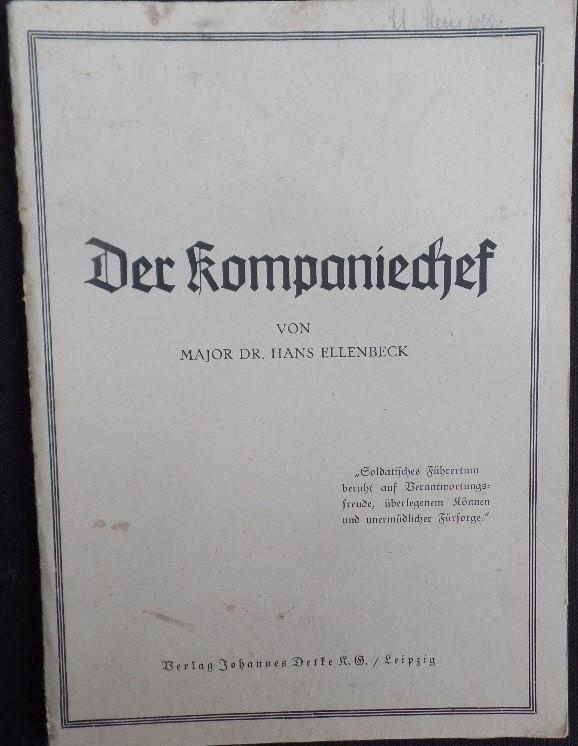 Der Kompaniechef
VON
MAJOR DR. HANS ELLENBECK
„Soldatisches Führertum
beruht auf Verantwortungs-
freude, überlegenem Können
und unermüdlicher Fürsorge.“
Verlag Johannes Detke K.G. / Leipzig